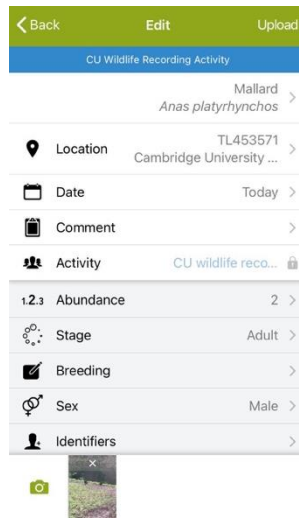 Back Edit Upload
CU Wildlife Recording Activity
Mallard
Anas platyrhynchos
Location TL453571
Cambridge University ...
Date Today
Comment
Activity CU wildlife reco...
1.2.3 Abundance 2
Stage Adult
Breeding
Sex Male
Identifiers